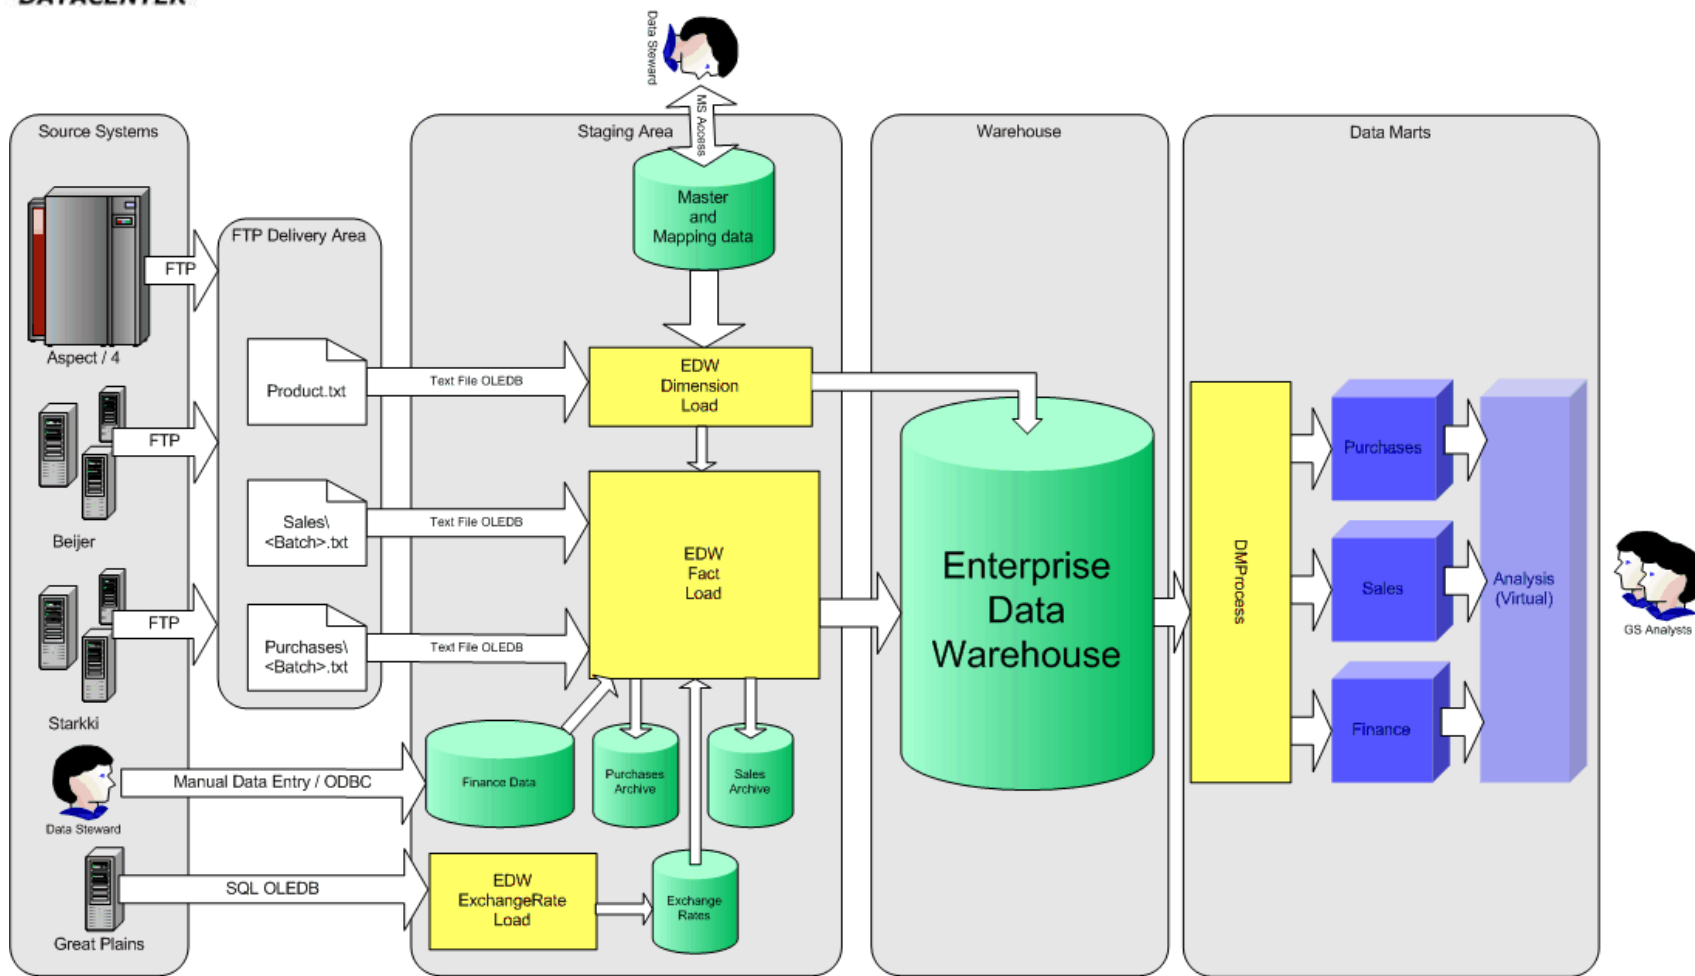 DATACENTER
Data Steward
MS Access
Source Systems
Staging Area
Warehouse
Data Marts
Master
and
Mapping data
FTP Delivery Area
FTP
Aspect / 4
Product.txt
Text File OLEDB
EDW
Dimension
Load
FTP
Beijer
Sales\
<Batch>.txt
Text File OLEDB
EDW
Fact
Load
Enterprise
Data
Warehouse
DMProcess
Purchases
Sales
Finance
Analysis
(Virtual)
GS Analysts
FTP
Starkki
Purchases\
<Batch>.txt
Text File OLEDB
Manual Data Entry / ODBC
Data Steward
Finance Data
Purchases
Archive
Sales
Archive
SQL OLEDB
Great Plains
EDW
ExchangeRate
Load
Exchange
Rates